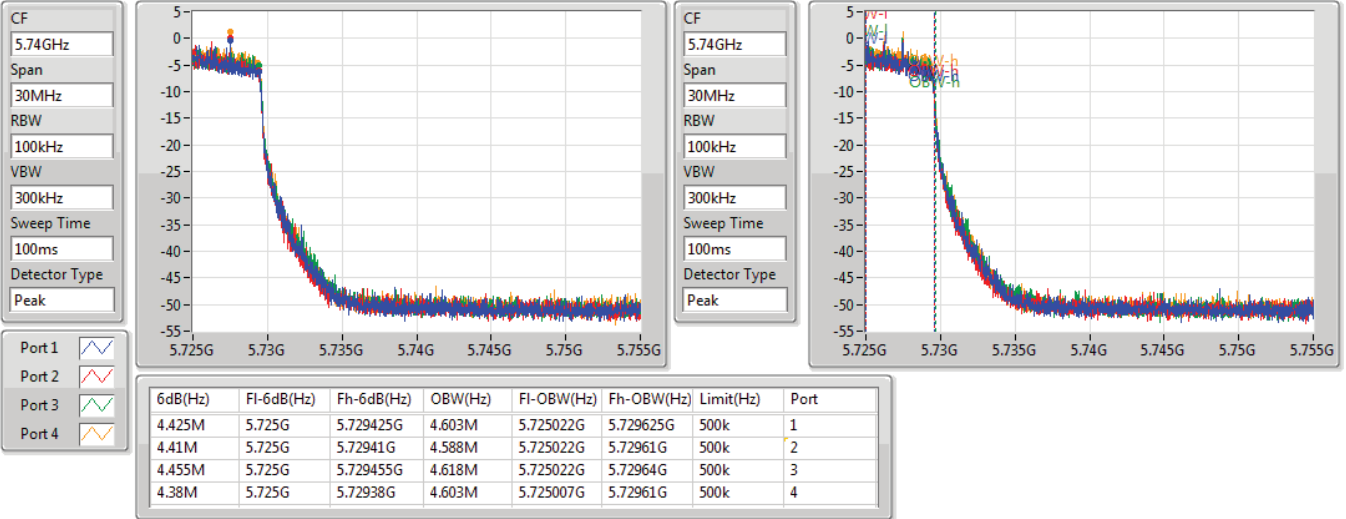 CF
5.74GHz
Span
30MHz
RBW
100kHz
VBW
300kHz
Sweep Time
100ms
Detector Type
Peak
5
0
-5
-10
-15
-20
-25
-30
-35
-40
-45
-50
-55
5.725G 5.73G 5.735G 5.74G 5.745G 5.75G 5.755G
CF
5.74GHz
Span
30MHz
RBW
100kHz
VBW
300kHz
Sweep Time
100ms
Detector Type
Peak
5
0
-5
-10
-15
-20
-25
-30
-35
-40
-45
-50
-55
5.725G 5.73G 5.735G 5.74G 5.745G 5.75G 5.755G
Port 1
Port 2
Port 3
Port 4
6dB(Hz) Fl-6dB(Hz) Fh-6dB(Hz) OBW(Hz) Fl-OBW(Hz) Fh-OBW(Hz) Limit(Hz) Port
4.425M 5.725G 5.729425G 4.603M 5.725022G 5.729625G 500k 1
4.41M 5.725G 5.72941G 4.588M 5.725022G 5.72961G 500k 2
4.455M 5.725G 5.729455G 4.618M 5.725022G 5.72964G 500k 3
4.38M 5.725G 5.72938G 4.603M 5.725007G 5.72961G 500k 4